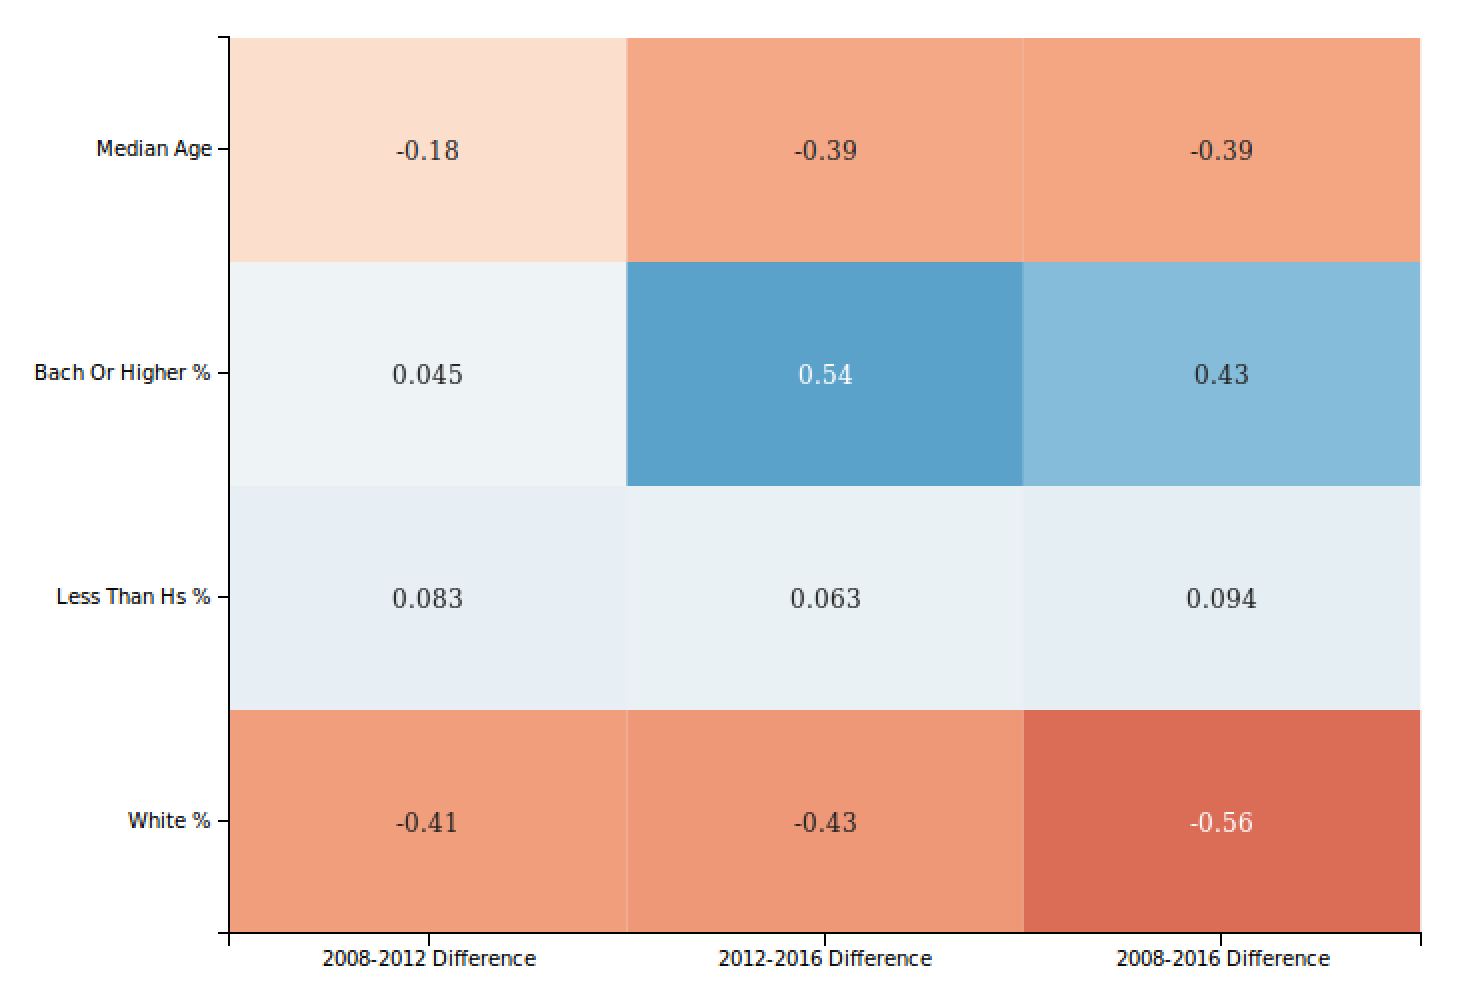 Median Age -0.18 -0.39 -0.39
Bach Or Higher % 0.045 0.54 0.43
Less Than Hs % 0.083 0.063 0.094
White % -0.41 -0.43 -0.56
2008-2012 Difference 2012-2016 Difference 2008-2016 Difference